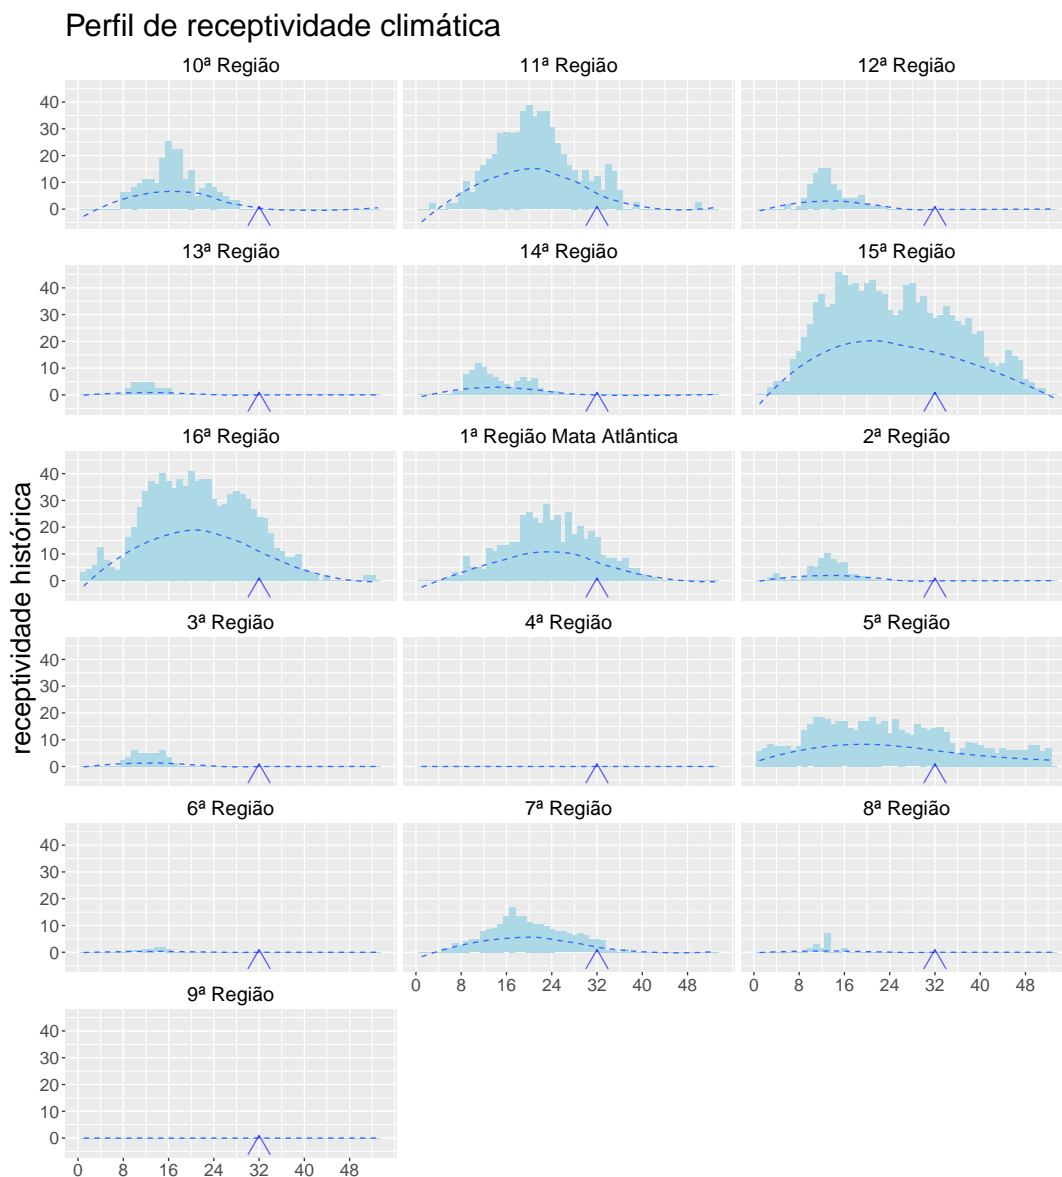 Perfil de receptividade climática
10ª Região
11ª Região
12ª Região
40
30
20
10
0
13ª Região
14ª Região
15ª Região
40
30
20
10
0
16ª Região
1ª Região Mata Atlântica
2ª Região
40
30
20
10
0
receptividade histórica
3ª Região
4ª Região
5ª Região
40
30
20
10
0
6ª Região
7ª Região
8ª Região
40
30
20
10
0
0 8 16 24 32 40 48
0 8 16 24 32 40 48
9ª Região
40
30
20
10
0
0 8 16 24 32 40 48